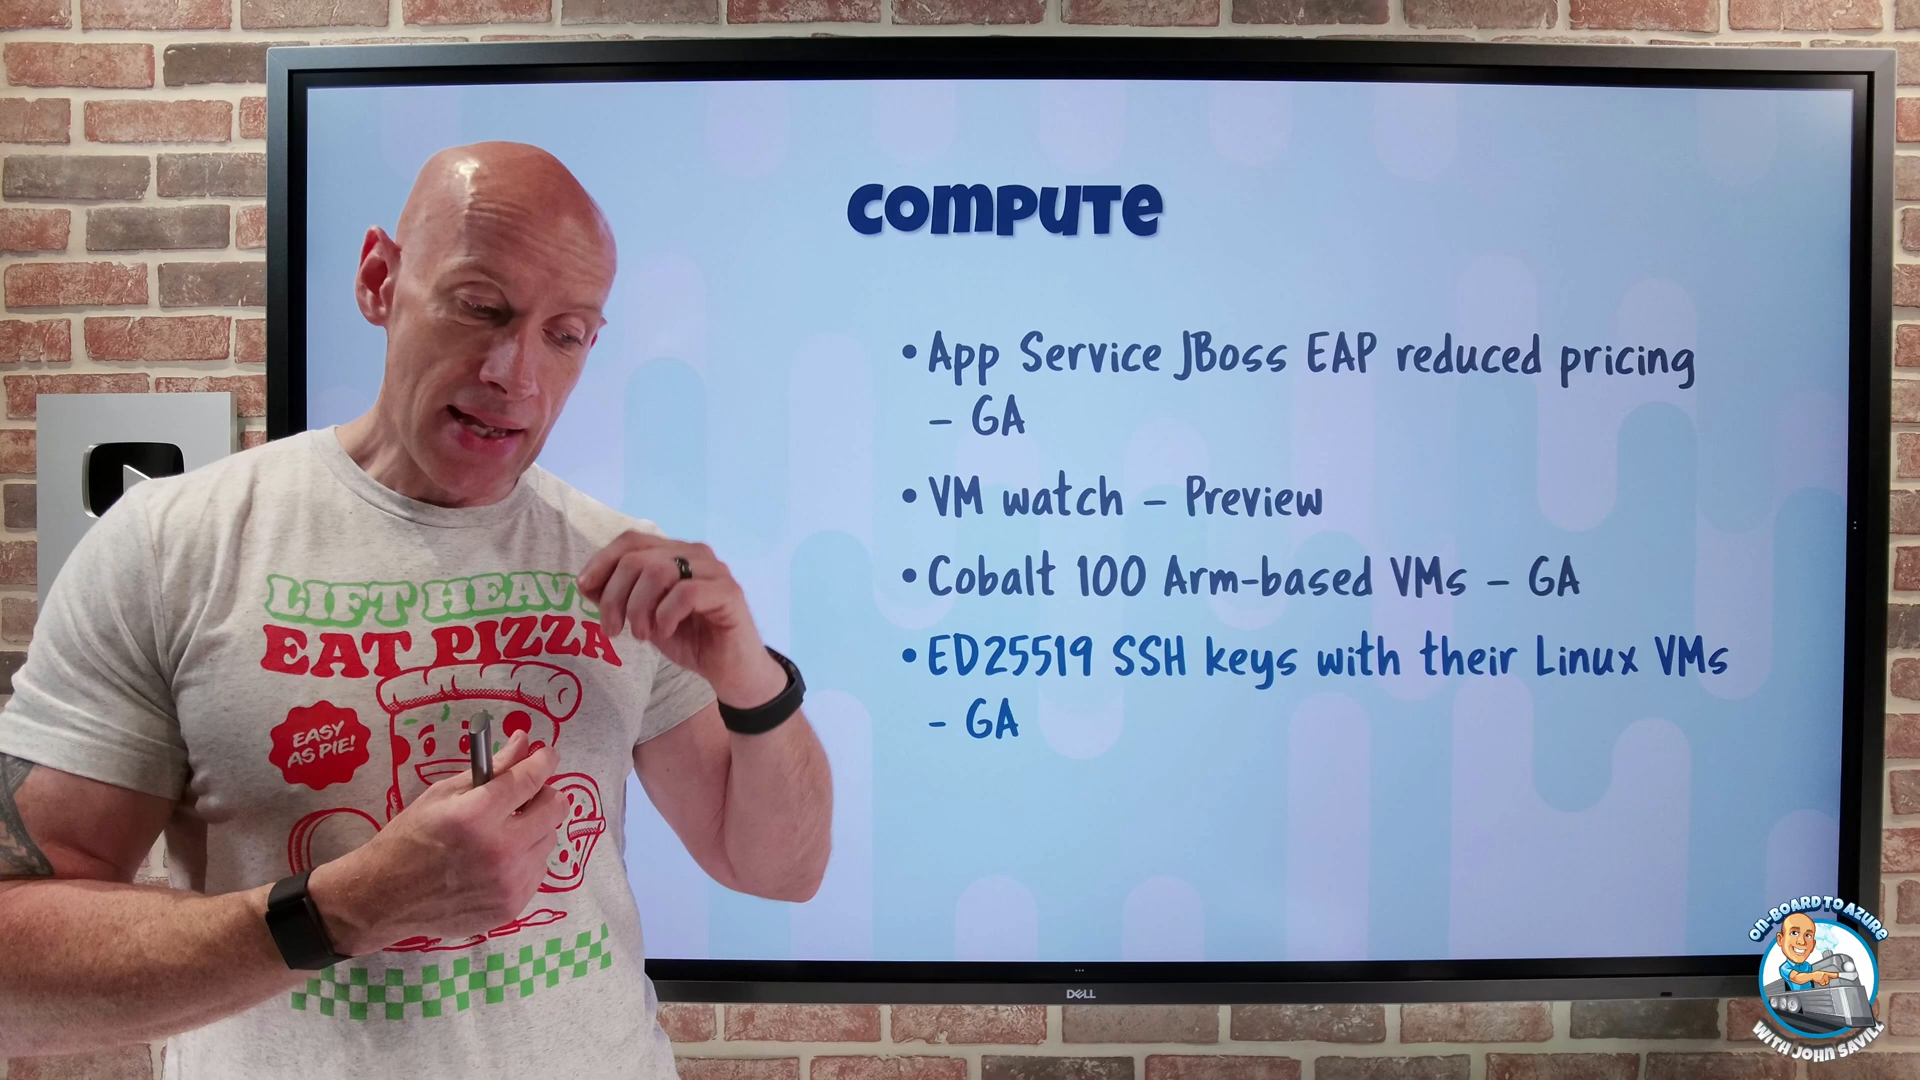 Compute
• App Service JBoss EAP reduced pricing
– GA
• VM watch – Preview
• Cobalt 100 Arm-based VMs – GA
• ED25519 SSH keys with their Linux VMs
- GA
LIFT HEAVY
EAT PIZZA
EASY
AS PIE!
DELL
ON-BOARD TO AZURE
WITH JOHN SAVILL